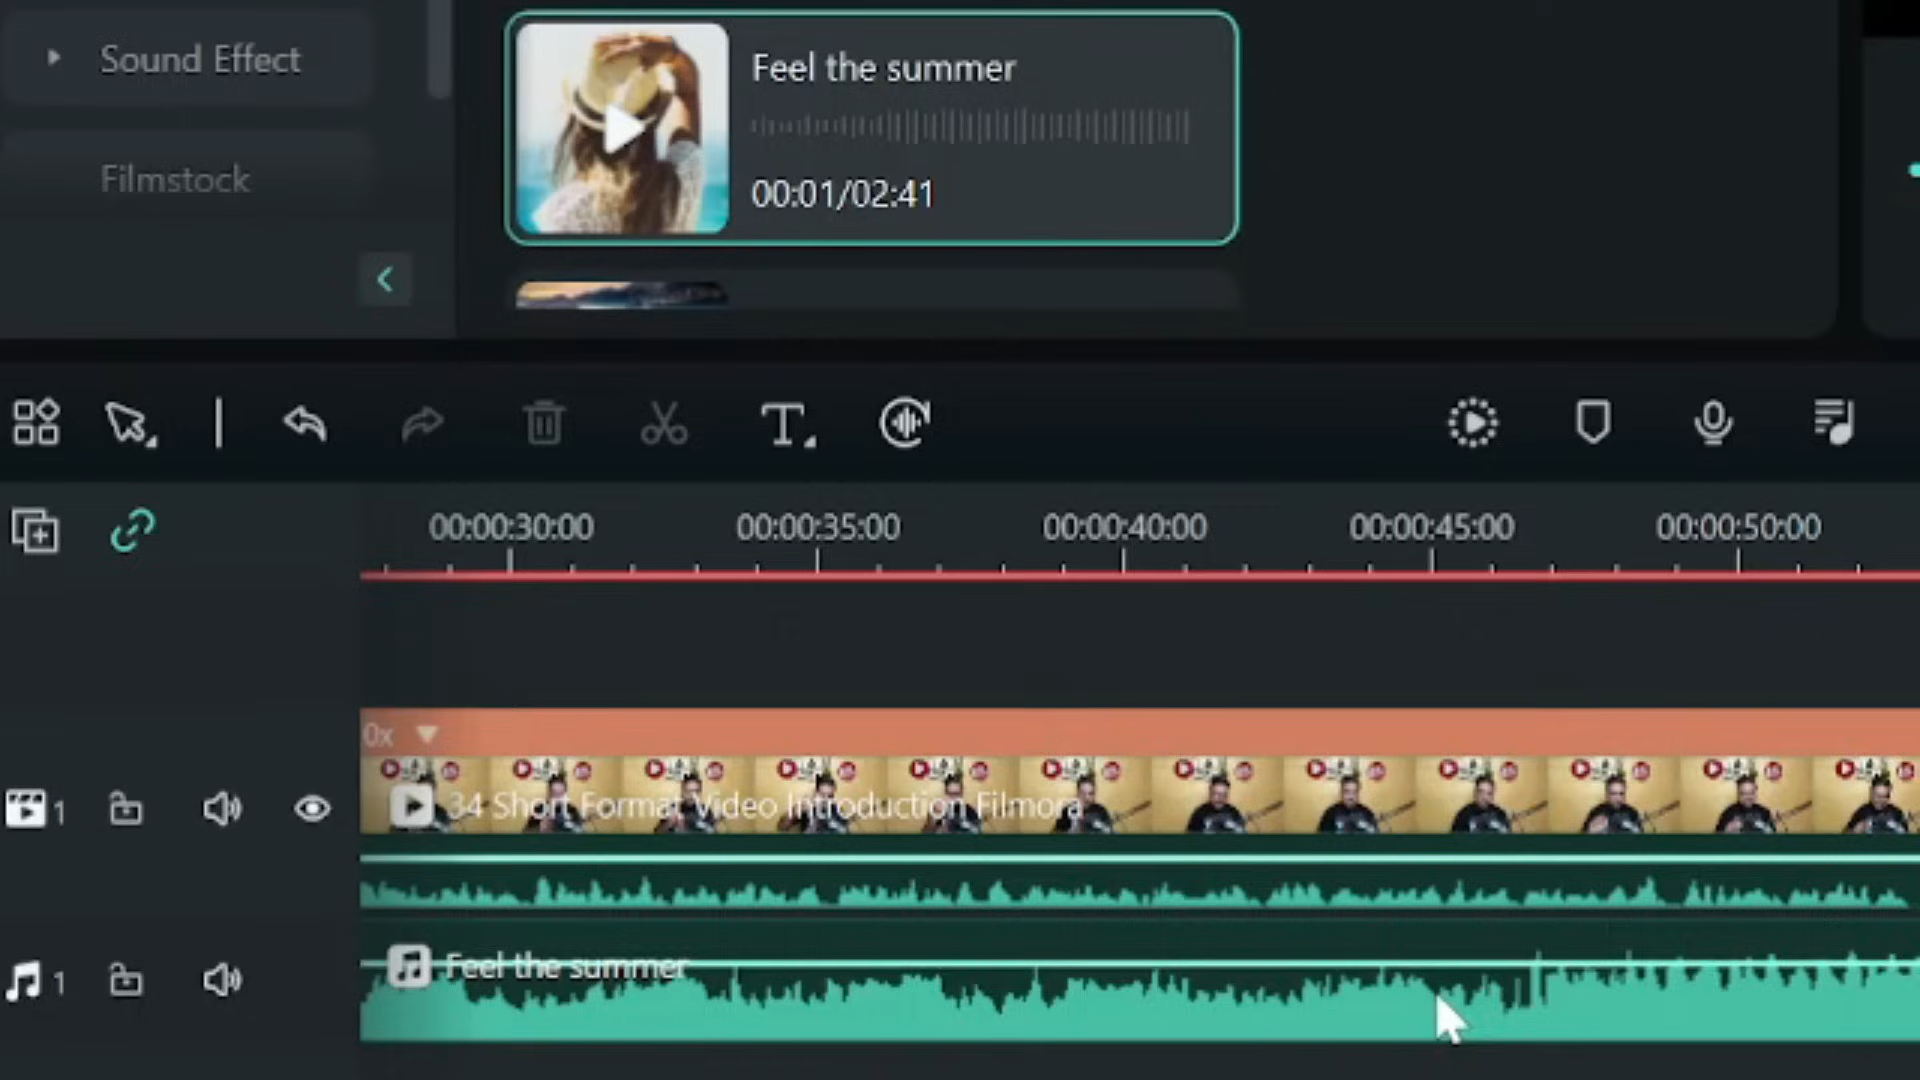 Sound Effect
Filmstock
Feel the summer
00:01/02:41
00:00:30:00 00:00:35:00 00:00:40:00 00:00:45:00 00:00:50:00
0x
34 Short Format Video Introduction Filmora
1
Feel the summer
1